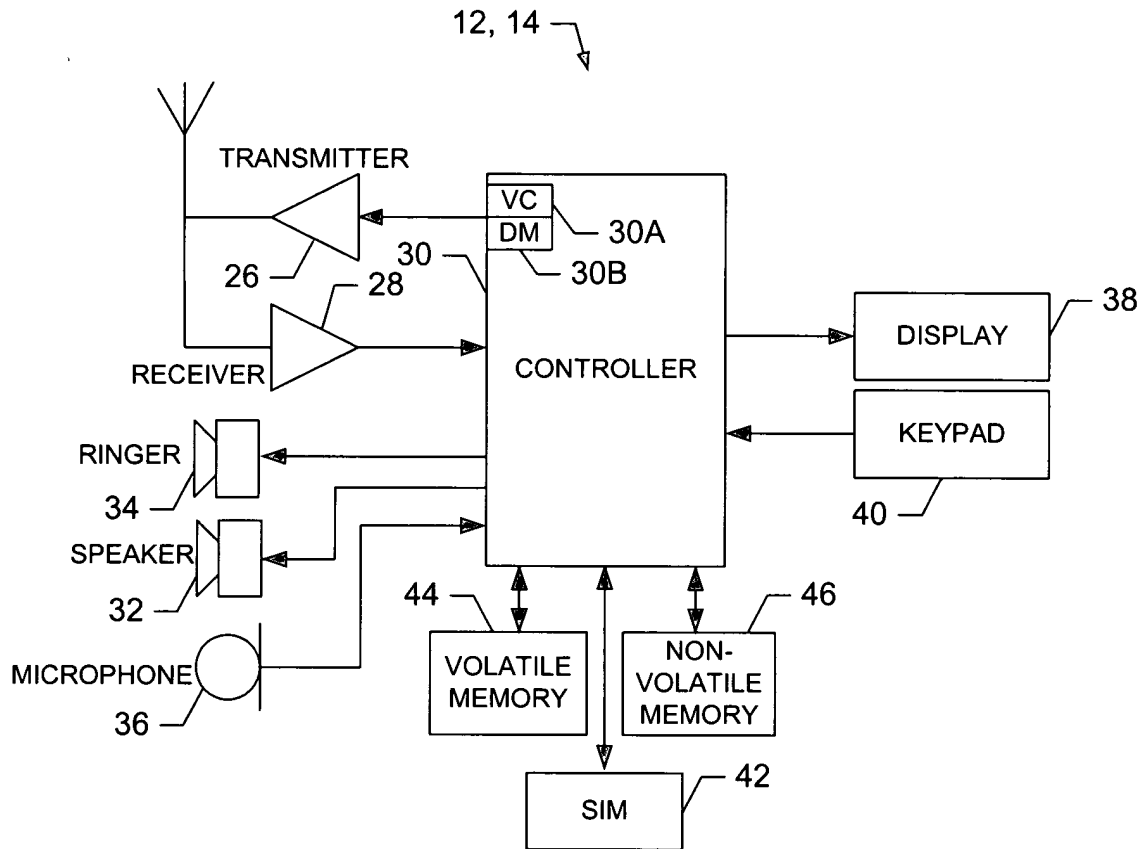 12, 14
TRANSMITTER
26
VC
DM
30A
30B
30
28
RECEIVER
CONTROLLER
DISPLAY
38
KEYPAD
40
RINGER
34
SPEAKER
32
MICROPHONE
36
44
VOLATILE
MEMORY
46
NON-
VOLATILE
MEMORY
SIM
42